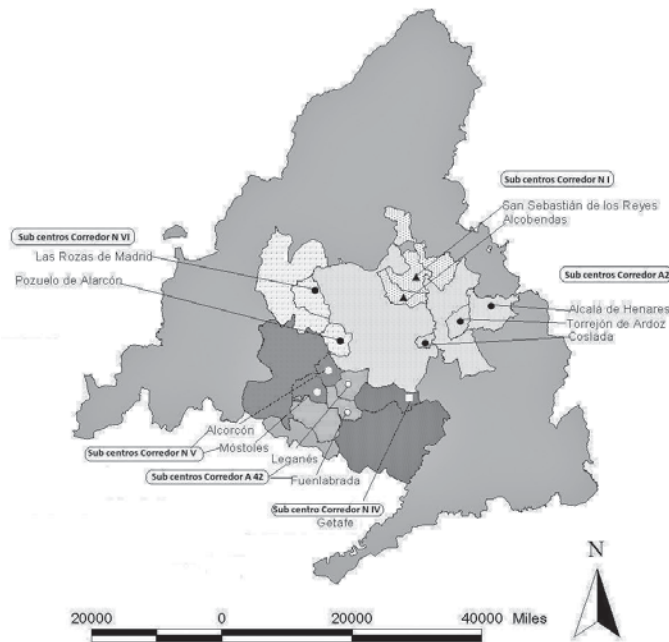 Sub centros Corredor N I
San Sebastián de los Reyes
Alcobendas
Sub centros Corredor N VI
Las Rozas de Madrid
Pozuelo de Alarcón
Sub centros Corredor A2
Alcalá de Henares
Torrejón de Ardoz
Coslada
Alcorcón
Móstoles
Sub centros Corredor N V
Leganés
Sub centros Corredor A 42
Fuenlabrada
Sub centro Corredor N IV
Getafe
N
20000 0 20000 40000 Miles